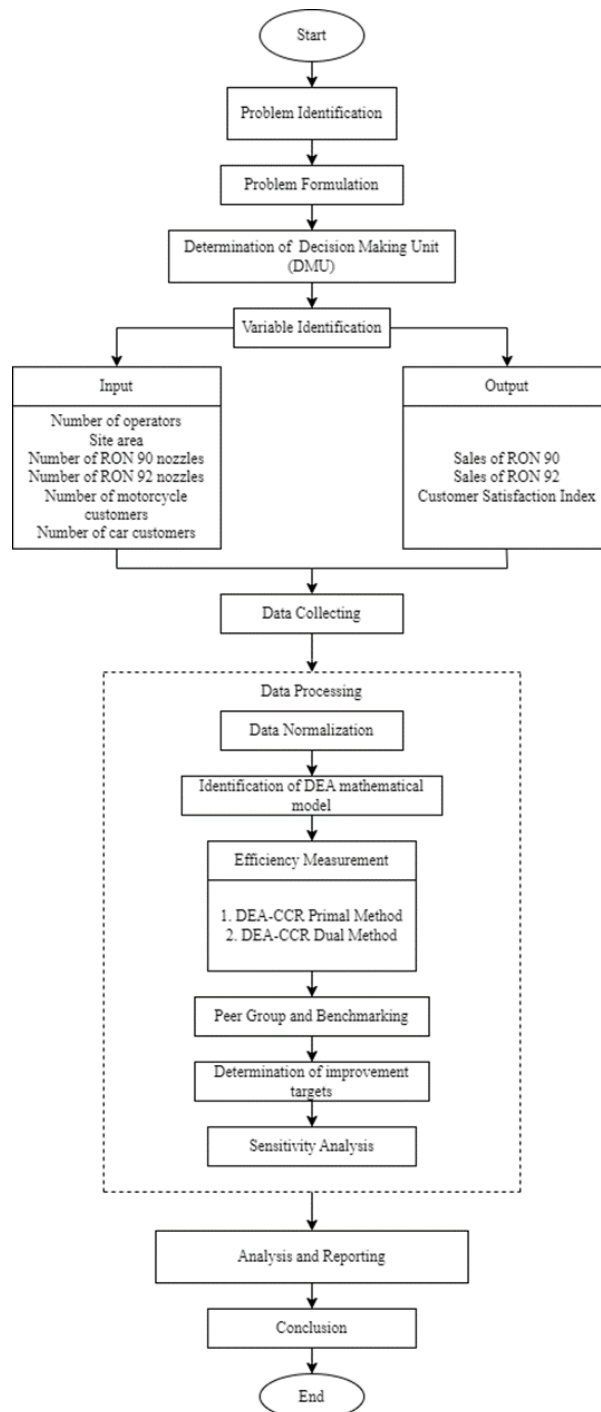 Start
Problem Identification
Problem Formulation
Determination of Decision Making Unit
(DMU)
Variable Identification
Input
Number of operators
Site area
Number of RON 90 nozzles
Number of RON 92 nozzles
Number of motorcycle
customers
Number of car customers
Output
Sales of RON 90
Sales of RON 92
Customer Satisfaction Index
Data Collecting
Data Processing
Data Normalization
Identification of DEA mathematical
model
Efficiency Measurement
1. DEA-CCR Primal Method
2. DEA-CCR Dual Method
Peer Group and Benchmarking
Determination of improvement
targets
Sensitivity Analysis
Analysis and Reporting
Conclusion
End